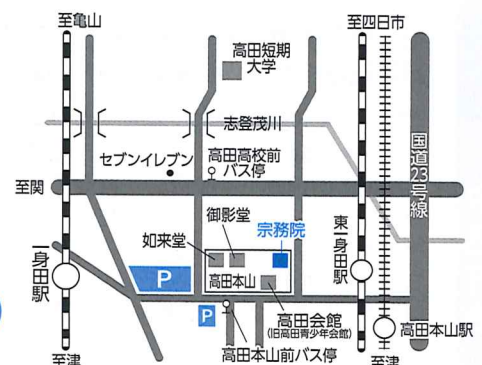 至亀山
至四日市
高田短期
大学
志登茂川
セブンイレブン
高田高校前
バス停
国道23号線
至関
御影堂
如来堂
宗務院
東一身田駅
一身田駅
高田本山
P
P
高田会館
(旧高田青少年会館)
高田本山駅
高田本山前バス停
至津
至津